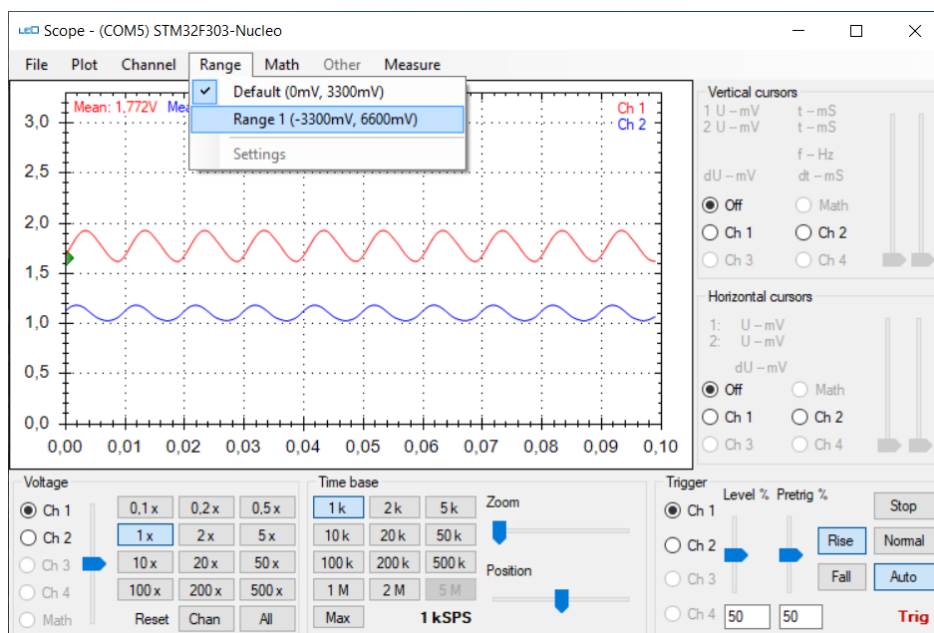 LEO Scope - (COM5) STM32F303-Nucleo
File Plot Channel Range Math Other Measure
Default (0mV, 3300mV)
Range 1 (-3300mV, 6600mV)
Settings
Mean: 1,772V
Ch 1
Ch 2
3,0
2,5
2,0
1,5
1,0
0,5
0,0
0,00 0,01 0,02 0,03 0,04 0,05 0,06 0,07 0,08 0,09 0,10
Vertical cursors
1 U -- mV t -- mS
2 U -- mV t -- mS
f -- Hz
dU -- mV dt -- mS
Off Math
Ch 1 Ch 2
Ch 3 Ch 4
Horizontal cursors
1: U -- mV
2: U -- mV
dU -- mV
Off Math
Ch 1 Ch 2
Ch 3 Ch 4
Voltage
Ch 1
Ch 2
Ch 3
Ch 4
Math
0,1 x 0,2 x 0,5 x
1 x 2 x 5 x
10 x 20 x 50 x
100 x 200 x 500 x
Reset Chan All
Time base
1 k 2 k 5 k
10 k 20 k 50 k
100 k 200 k 500 k
1 M 2 M 5 M
Max 1 kSPS
Zoom
Position
Trigger
Level % Pretrig %
Ch 1
Ch 2
Ch 3
Ch 4
50 50
Rise
Fall
Stop
Normal
Auto
Trig